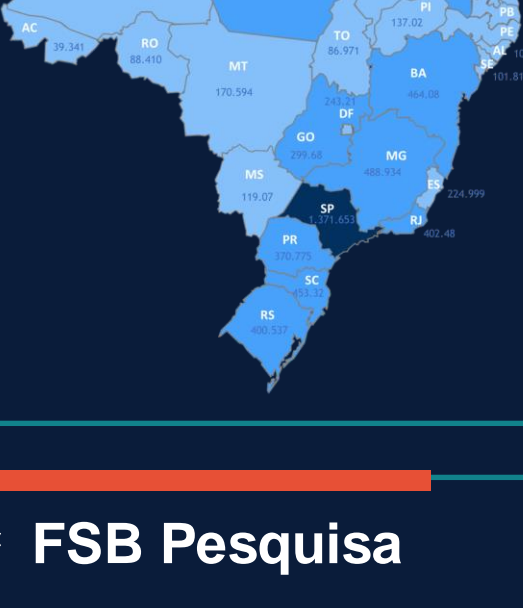 PI
137.02
PB
PE
AL
SE
101.81
AC
39.341
RO
88.410
TO
86.971
MT
170.594
BA
464.08
243.21
DF
GO
299.68
MG
488.934
ES
224.999
MS
119.07
SP
1.371.653
RJ
402.48
PR
370.775
SC
453.32
RS
400.537
FSB Pesquisa